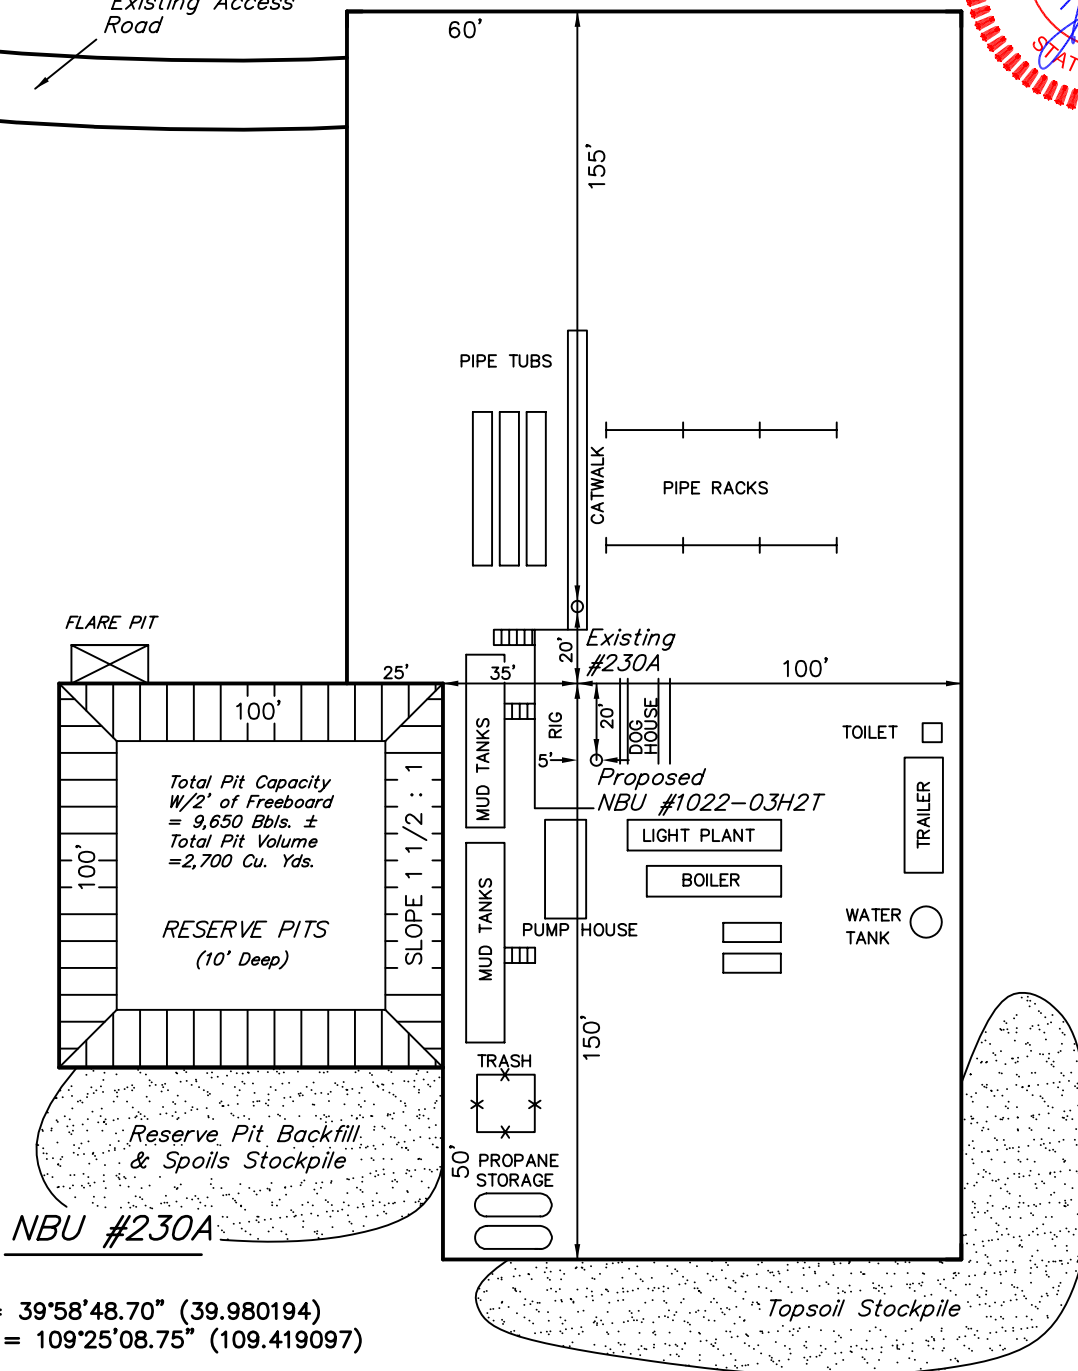 Existing Access
Road
60'
STAT
155'
PIPE TUBS
CATWALK
PIPE RACKS
FLARE PIT
20'
Existing
#230A
25'
35'
100'
100'
RIG
20'
DOG
HOUSE
TOILET
5'
Proposed
NBU #1022-03H2T
MUD TANKS
Total Pit Capacity
W/2' of Freeboard
= 9,650 Bbls. ±
Total Pit Volume
=2,700 Cu. Yds.
100'
SLOPE 1 1/2 : 1
LIGHT PLANT
TRAILER
BOILER
RESERVE PITS
(10' Deep)
MUD TANKS
PUMP HOUSE
WATER
TANK
150'
TRASH
Reserve Pit Backfill
& Spoils Stockpile
50'
PROPANE
STORAGE
NBU #230A
= 39°58'48.70" (39.980194)
= 109°25'08.75" (109.419097)
Topsoil Stockpile